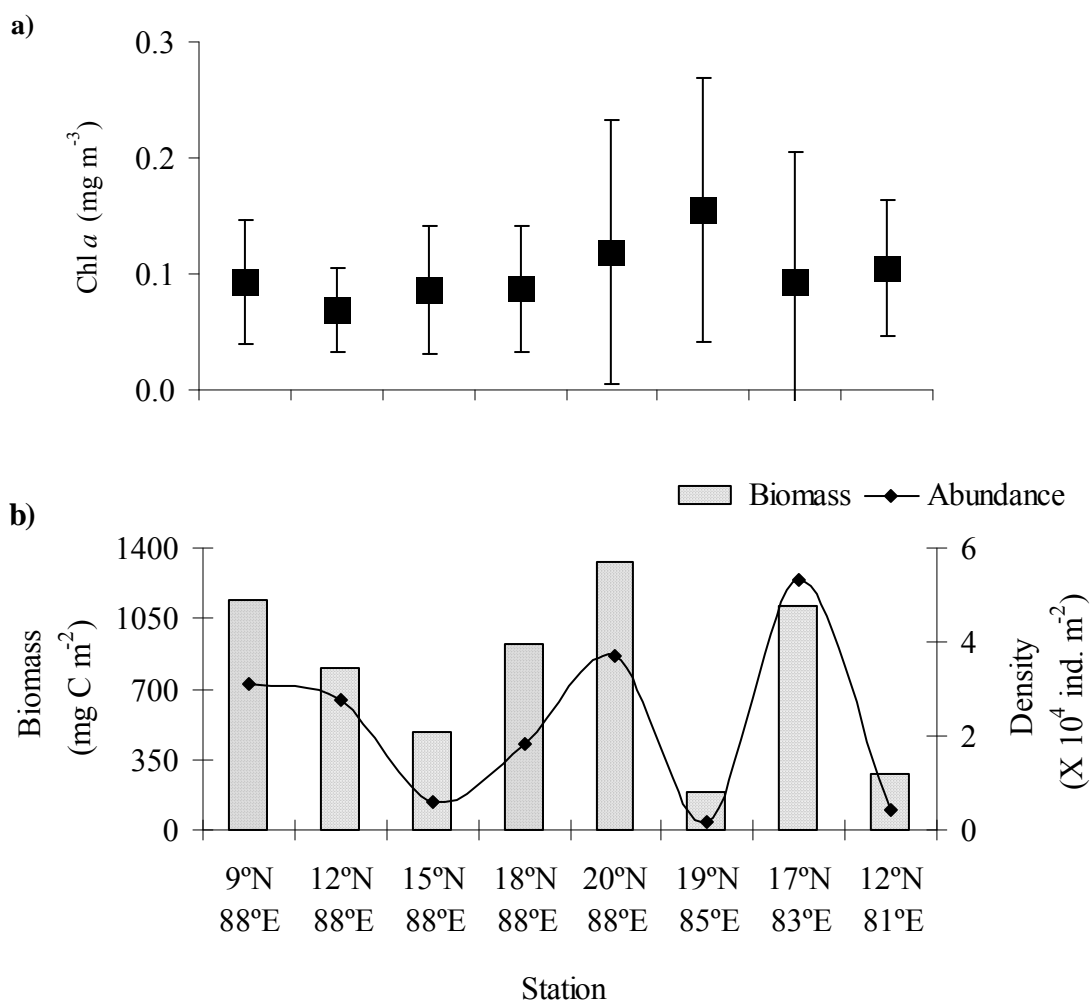 a)
0.3
0.2
0.1
0.0
Chl a (mg m-3)
Biomass Abundance
b)
1400
1050
700
350
0
Biomass
(mg C m-2)
6
4
2
0
Density
(X 10^4 ind. m-2)
9ºN 12ºN 15ºN 18ºN 20ºN 19ºN 17ºN 12ºN
88ºE 88ºE 88ºE 88ºE 88ºE 85ºE 83ºE 81ºE
Station